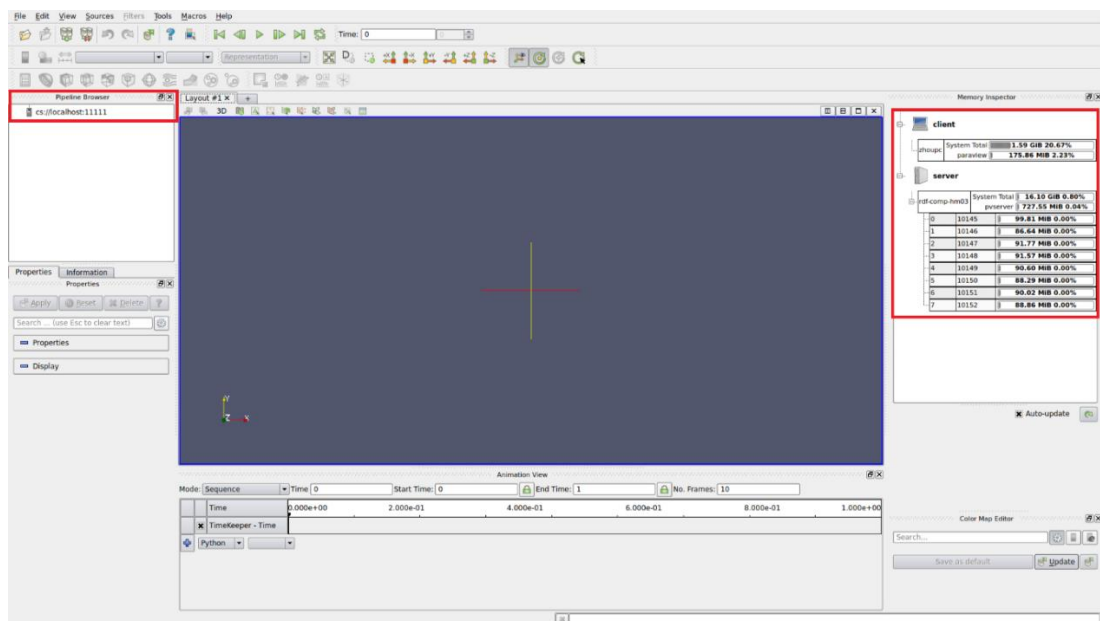 File Edit View Sources Filters Tools Macros Help
Time: 0
Representation
Pipeline Browser
cs://localhost:11111
Layout #1
3D
Y
Z X
Properties Information
Properties
Apply Reset Delete ?
Search ... (use Esc to clear text)
Properties
Display
Memory Inspector
client
zhoupc
System Total 1.59 GiB 20.67%
paraview 175.86 MiB 2.23%
server
rdf-comp-hm03
System Total 16.10 GiB 0.80%
pvserver 727.55 MiB 0.04%
0 10145 99.81 MiB 0.00%
1 10146 86.64 MiB 0.00%
2 10147 91.77 MiB 0.00%
3 10148 91.57 MiB 0.00%
4 10149 90.60 MiB 0.00%
5 10150 88.29 MiB 0.00%
6 10151 90.02 MiB 0.00%
7 10152 88.86 MiB 0.00%
Auto-update
Animation View
Mode: Sequence Time 0 Start Time: 0 End Time: 1 No. Frames: 10
Time 0.000e+00 2.000e-01 4.000e-01 6.000e-01 8.000e-01 1.000e+00
TimeKeeper - Time
Python
Color Map Editor
Search...
Save as default Update